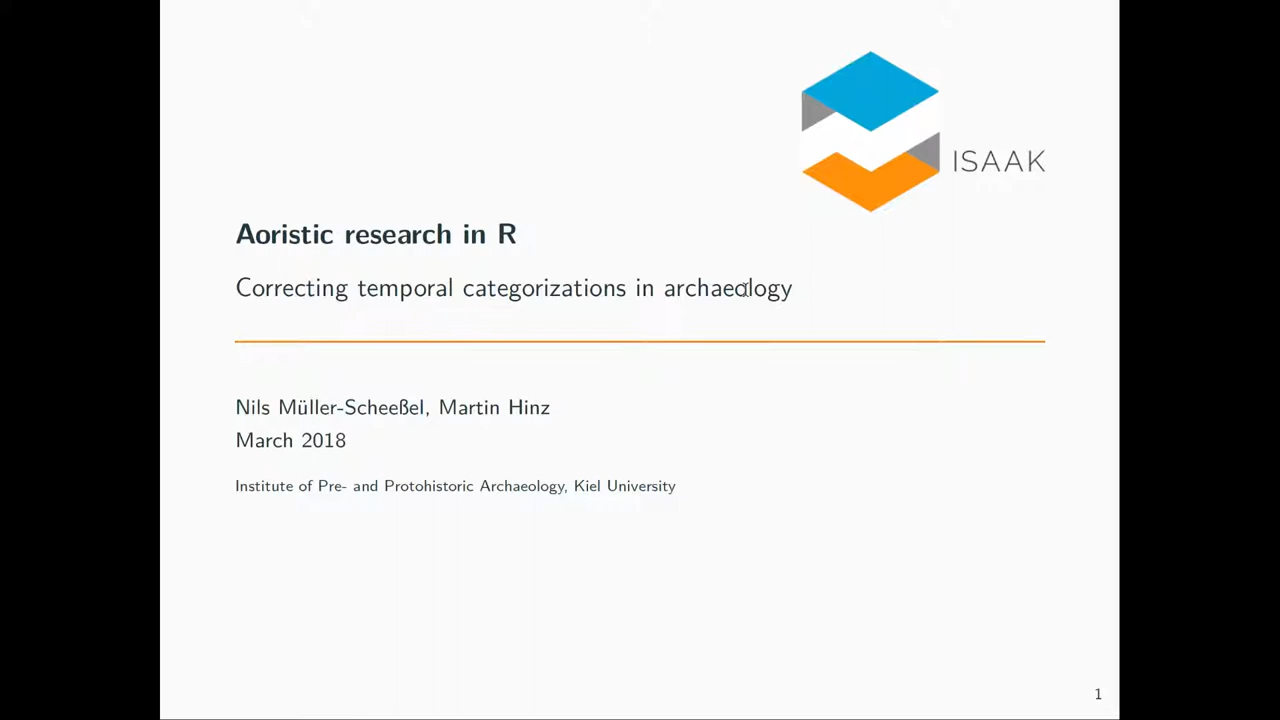 ISAAK
Aoristic research in R
Correcting temporal categorizations in archaeology
Nils Müller-Scheeßel, Martin Hinz
March 2018
Institute of Pre- and Protohistoric Archaeology, Kiel University
1